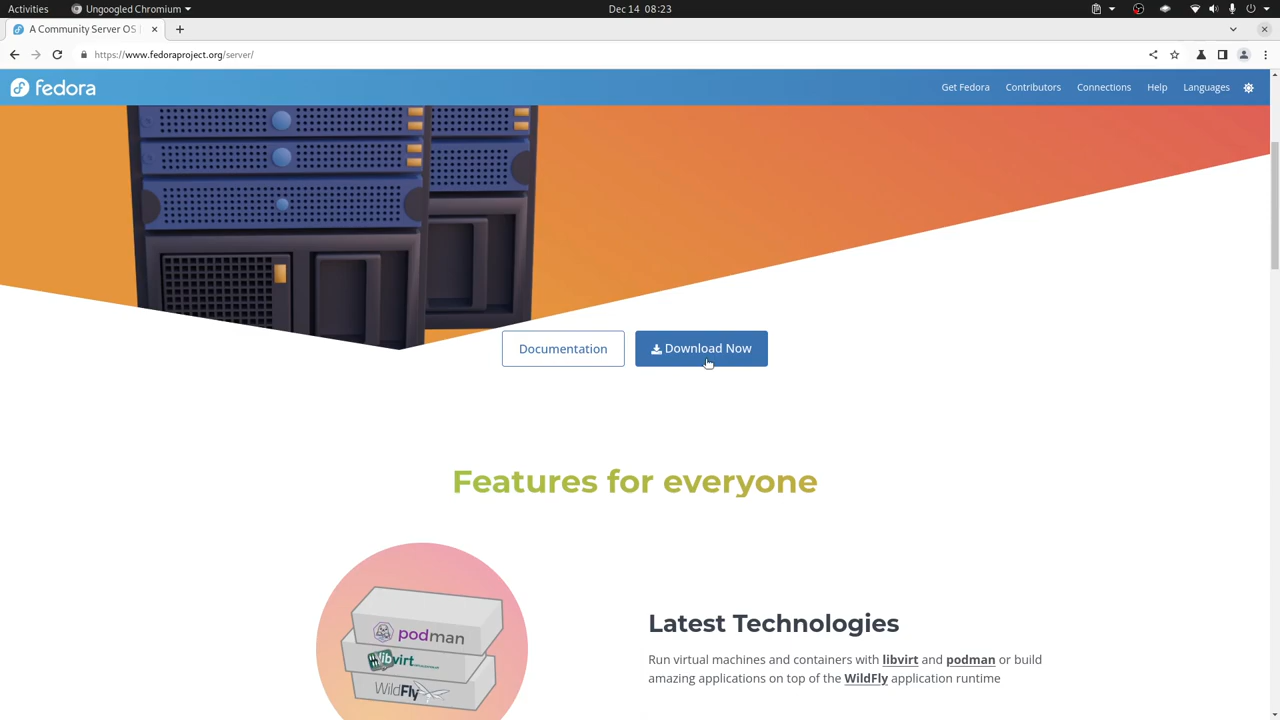 Activities
Ungoogled Chromium
Dec 14 08:23
A Community Server OS
https://www.fedoraproject.org/server/
fedora
Get Fedora
Contributors
Connections
Help
Languages
Documentation
Download Now
Features for everyone
podman
libvirt
WildFly
Latest Technologies
Run virtual machines and containers with libvirt and podman or build
amazing applications on top of the WildFly application runtime